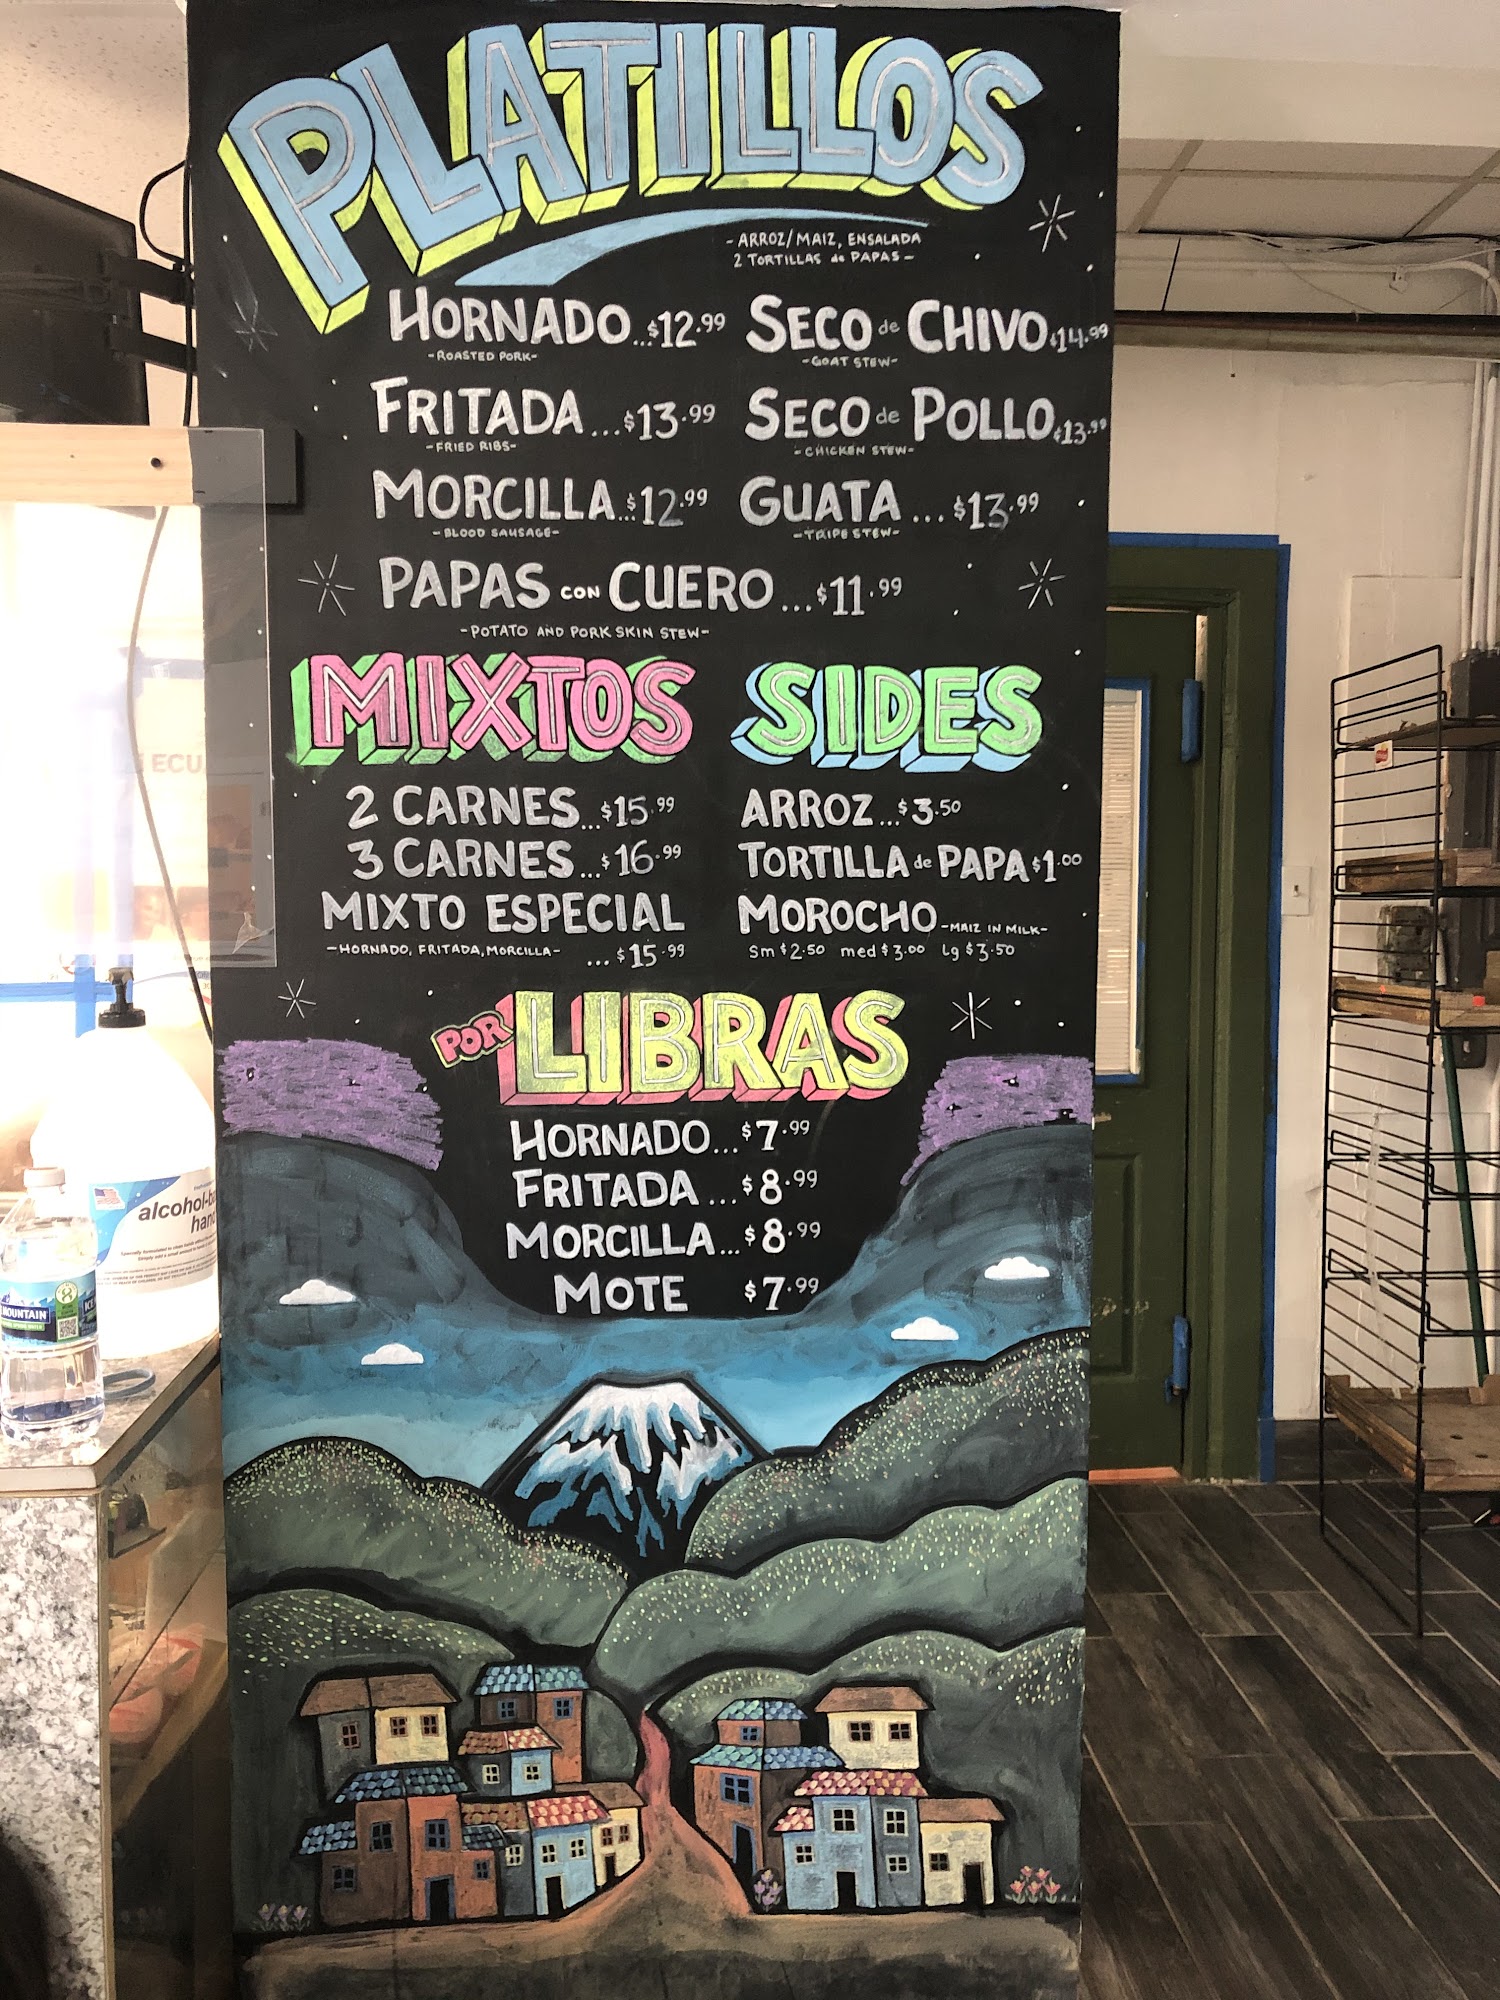 PLATILLOS
- ARROZ/MAIZ, ENSALADA
2 TORTILLAS de PAPAS -
HORNADO...$12.99
- ROASTED PORK -
SECO de CHIVO $14.99
- GOAT STEW -
FRITADA ...$13.99
- FRIED RIBS -
SECO de POLLO $13.99
- CHICKEN STEW -
MORCILLA...$12.99
- BLOOD SAUSAGE -
GUATA ... $13.99
- TRIPE STEW -
PAPAS CON CUERO ...$11.99
- POTATO AND PORK SKIN STEW -
MIXTOS
2 CARNES...$15.99
3 CARNES...$16.99
MIXTO ESPECIAL
- HORNADO, FRITADA, MORCILLA -
... $15.99
SIDES
ARROZ...$3.50
TORTILLA de PAPA $1.00
MOROCHO - MAIZ IN MILK -
Sm $2.50 med $3.00 lg $3.50
POR LIBRAS
HORNADO...$7.99
FRITADA ...$8.99
MORCILLA...$8.99
MOTE $7.99
ECU
alcohol-b
han
MOUNTAIN